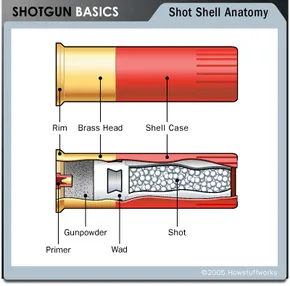 SHOTGUN BASICS
Shot Shell Anatomy
Rim
Brass Head
Shell Case
Gunpowder
Shot
Primer
Wad
©2005 Howstuffworks